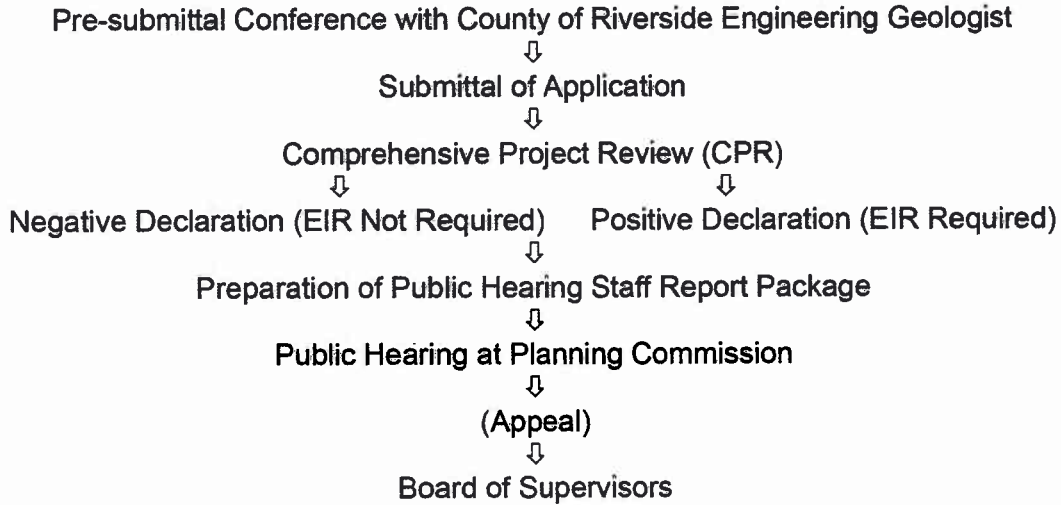 Pre-submittal Conference with County of Riverside Engineering Geologist
⇩
Submittal of Application
⇩
Comprehensive Project Review (CPR)
⇩ ⇩
Negative Declaration (EIR Not Required) Positive Declaration (EIR Required)
⇩
Preparation of Public Hearing Staff Report Package
⇩
Public Hearing at Planning Commission
⇩
(Appeal)
⇩
Board of Supervisors